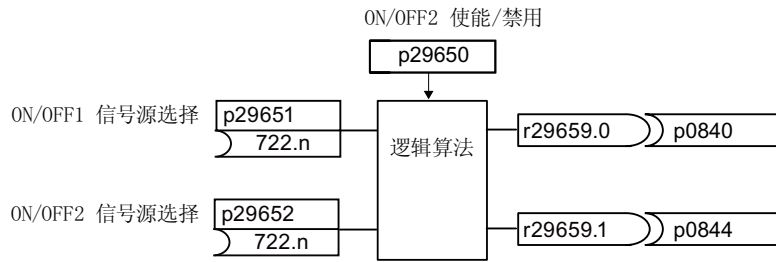 ON/OFF2 使能/禁用
p29650
ON/OFF1 信号源选择
p29651
722.n
逻辑算法
r29659.0
p0840
ON/OFF2 信号源选择
p29652
722.n
r29659.1
p0844